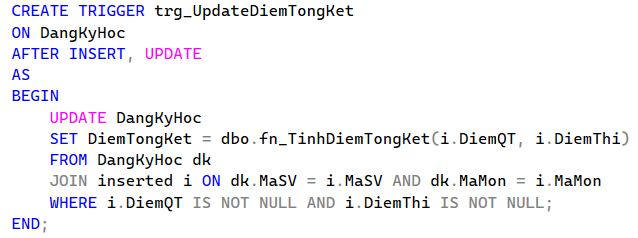 CREATE TRIGGER trg_UpdateDiemTongKet
ON DangKyHoc
AFTER INSERT, UPDATE
AS
BEGIN
    UPDATE DangKyHoc
    SET DiemTongKet = dbo.fn_TinhDiemTongKet(i.DiemQT, i.DiemThi)
    FROM DangKyHoc dk
    JOIN inserted i ON dk.MaSV = i.MaSV AND dk.MaMon = i.MaMon
    WHERE i.DiemQT IS NOT NULL AND i.DiemThi IS NOT NULL;
END;